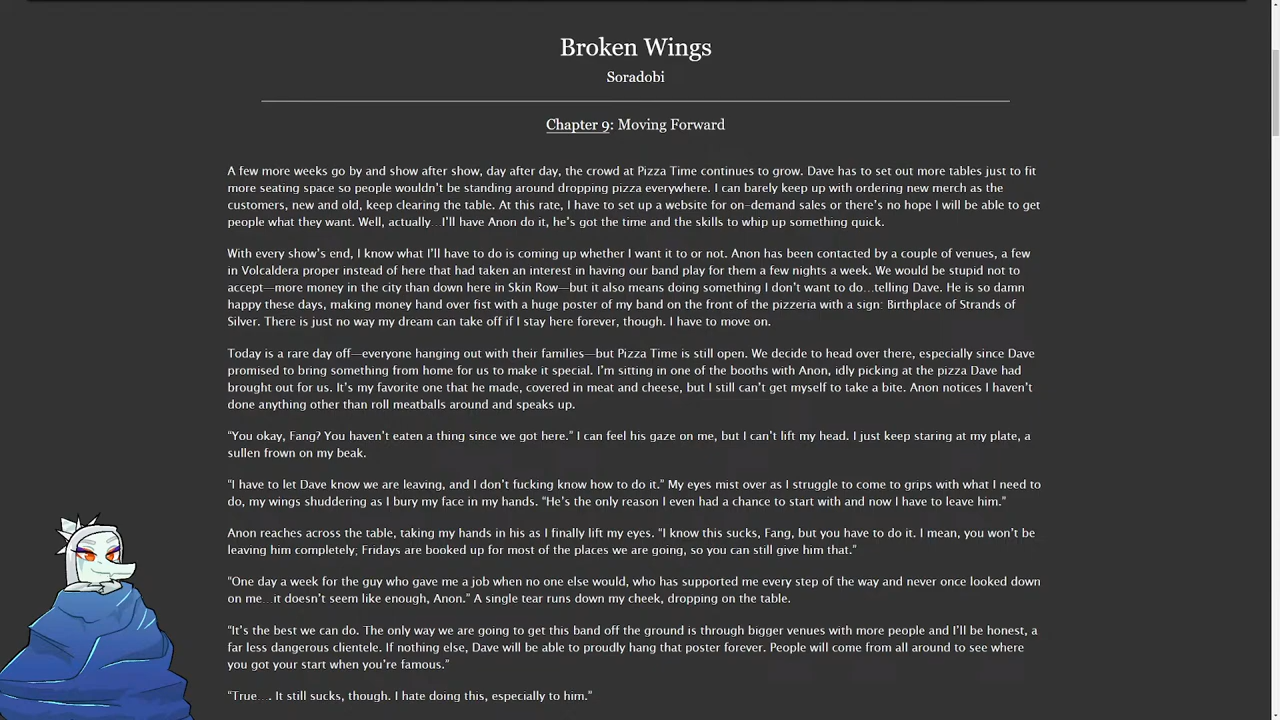 Broken Wings
Soradobi
Chapter 9: Moving Forward
A few more weeks go by and show after show, day after day, the crowd at Pizza Time continues to grow. Dave has to set out more tables just to fit
more seating space so people wouldn't be standing around dropping pizza everywhere. I can barely keep up with ordering new merch as the
customers, new and old, keep clearing the table. At this rate, I have to set up a website for on-demand sales or there's no hope I will be able to get
people what they want. Well, actually…I'll have Anon do it, he's got the time and the skills to whip up something quick.
With every show's end, I know what I'll have to do is coming up whether I want it to or not. Anon has been contacted by a couple of venues, a few
in Volcaldera proper instead of here that had taken an interest in having our band play for them a few nights a week. We would be stupid not to
accept—more money in the city than down here in Skin Row—but it also means doing something I don't want to do…telling Dave. He is so damn
happy these days, making money hand over fist with a huge poster of my band on the front of the pizzeria with a sign: Birthplace of Strands of
Silver. There is just no way my dream can take off if I stay here forever, though. I have to move on.
Today is a rare day off—everyone hanging out with their families—but Pizza Time is still open. We decide to head over there, especially since Dave
promised to bring something from home for us to make it special. I'm sitting in one of the booths with Anon, idly picking at the pizza Dave had
brought out for us. It's my favorite one that he made, covered in meat and cheese, but I still can't get myself to take a bite. Anon notices I haven't
done anything other than roll meatballs around and speaks up.
"You okay, Fang? You haven't eaten a thing since we got here." I can feel his gaze on me, but I can't lift my head. I just keep staring at my plate, a
sullen frown on my beak.
"I have to let Dave know we are leaving, and I don't fucking know how to do it." My eyes mist over as I struggle to come to grips with what I need to
do, my wings shuddering as I bury my face in my hands. "He's the only reason I even had a chance to start with and now I have to leave him."
Anon reaches across the table, taking my hands in his as I finally lift my eyes. "I know this sucks, Fang, but you have to do it. I mean, you won't be
leaving him completely; Fridays are booked up for most of the places we are going, so you can still give him that."
"One day a week for the guy who gave me a job when no one else would, who has supported me every step of the way and never once looked down
on me…it doesn't seem like enough, Anon." A single tear runs down my cheek, dropping on the table.
"It's the best we can do. The only way we are going to get this band off the ground is through bigger venues with more people and I'll be honest, a
far less dangerous clientele. If nothing else, Dave will be able to proudly hang that poster forever. People will come from all around to see where
you got your start when you're famous."
"True…. It still sucks, though. I hate doing this, especially to him."